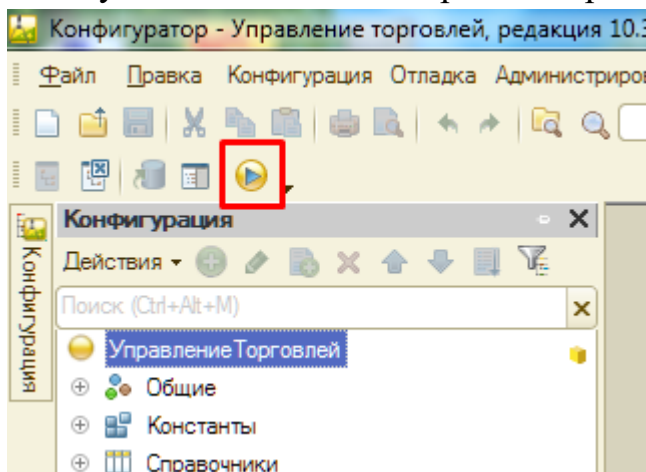 Конфигуратор - Управление торговлей, редакция 10.3
Файл Правка Конфигурация Отладка Администриров
Конфигурация
Конфигурация
Действия
Поиск (Ctrl+Alt+M)
УправлениеТорговлей
Общие
Константы
Справочники